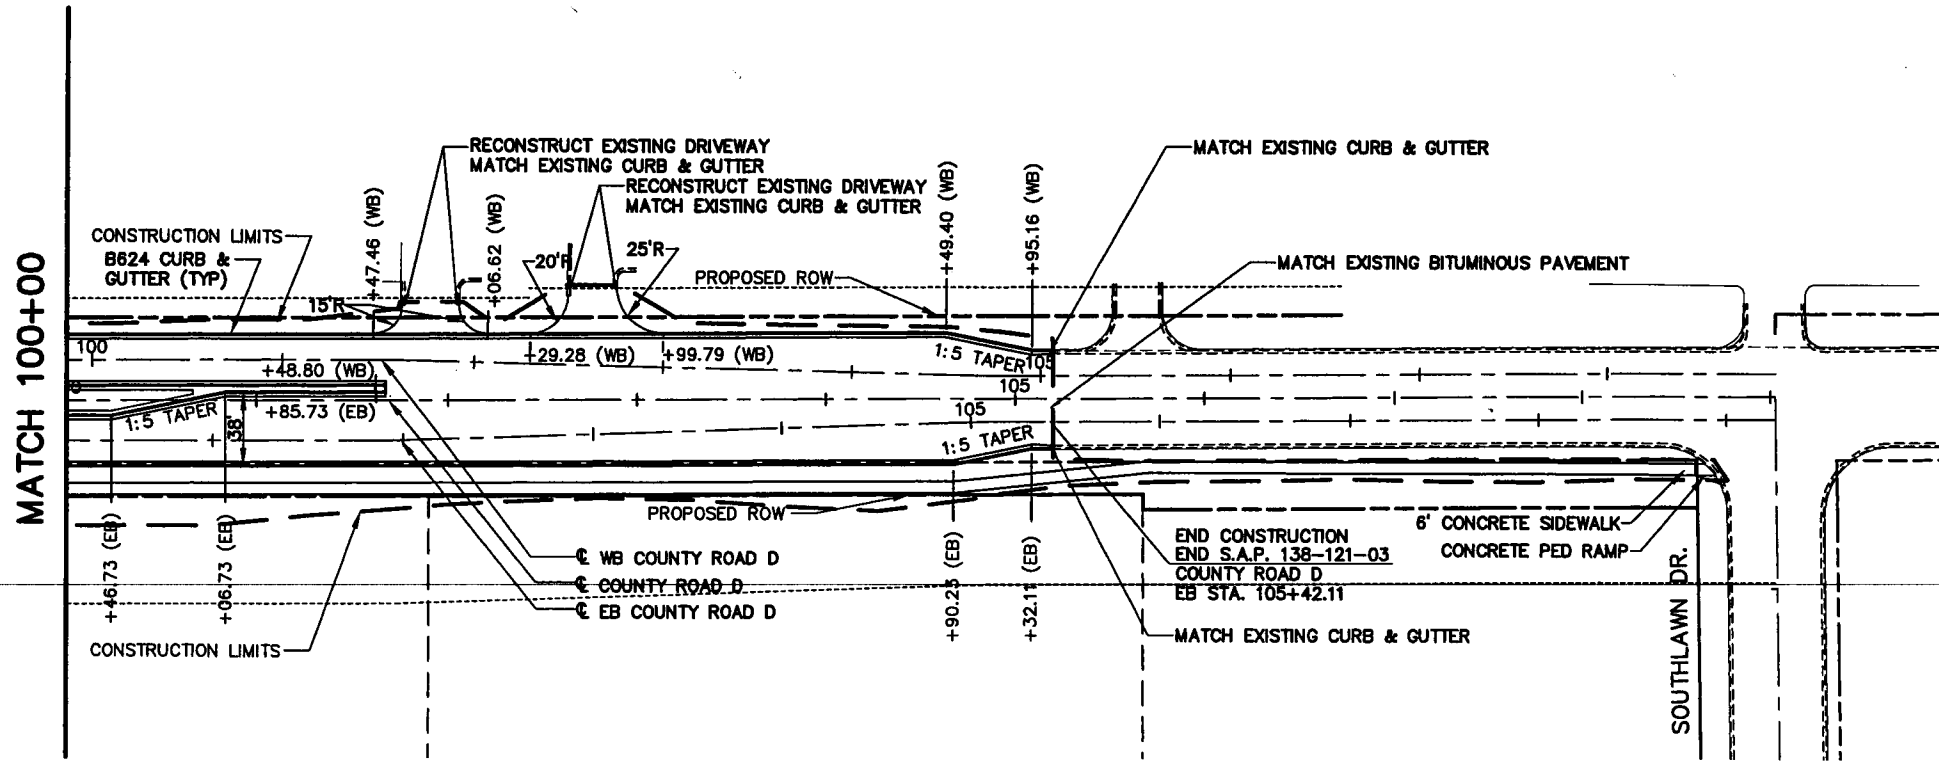 MATCH 100+00
RECONSTRUCT EXISTING DRIVEWAY
MATCH EXISTING CURB & GUTTER
RECONSTRUCT EXISTING DRIVEWAY
MATCH EXISTING CURB & GUTTER
MATCH EXISTING CURB & GUTTER
+47.46 (WB)
+06.62 (WB)
+49.40 (WB)
+95.16 (WB)
CONSTRUCTION LIMITS
B624 CURB &
GUTTER (TYP)
20'R
25'R
PROPOSED ROW
MATCH EXISTING BITUMINOUS PAVEMENT
15'R
100
+29.28 (WB)
+99.79 (WB)
1:5 TAPER
105
+48.80 (WB)
105
+85.73 (EB)
1:5 TAPER
38'
105
1:5 TAPER
PROPOSED ROW
+46.73 (EB)
+06.73 (EB)
+90.23 (EB)
+32.11 (EB)
℄ WB COUNTY ROAD D
℄ COUNTY ROAD D
℄ EB COUNTY ROAD D
CONSTRUCTION LIMITS
END CONSTRUCTION
END S.A.P. 138-121-03
COUNTY ROAD D
EB STA. 105+42.11
MATCH EXISTING CURB & GUTTER
6' CONCRETE SIDEWALK
CONCRETE PED RAMP
SOUTHLAWN DR.